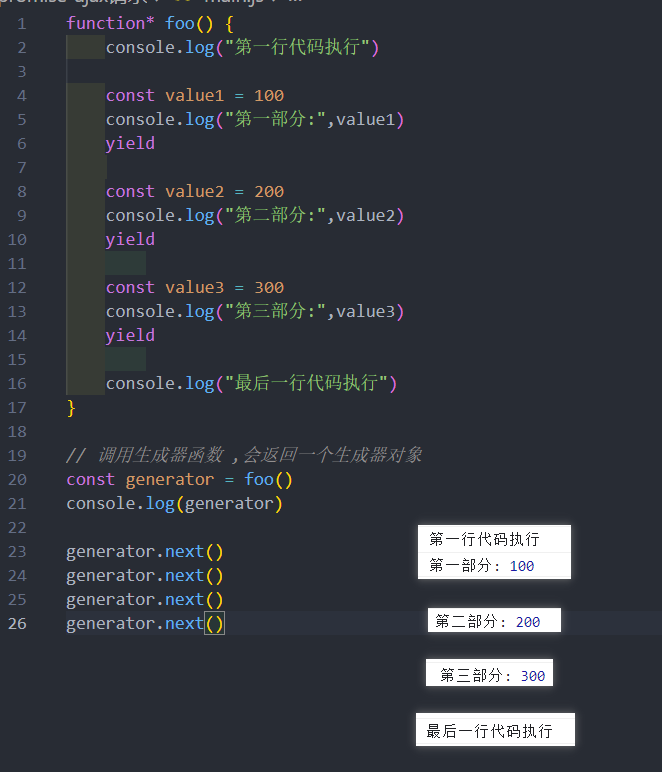 1 function* foo() {
2 console.log("第一行代码执行")
3
4 const value1 = 100
5 console.log("第一部分:",value1)
6 yield
7
8 const value2 = 200
9 console.log("第二部分:",value2)
10 yield
11
12 const value3 = 300
13 console.log("第三部分:",value3)
14 yield
15
16 console.log("最后一行代码执行")
17 }
18
19 // 调用生成器函数 ,会返回一个生成器对象
20 const generator = foo()
21 console.log(generator)
22
23 generator.next()
24 generator.next()
25 generator.next()
26 generator.next()
第一行代码执行
第一部分: 100
第二部分: 200
第三部分: 300
最后一行代码执行